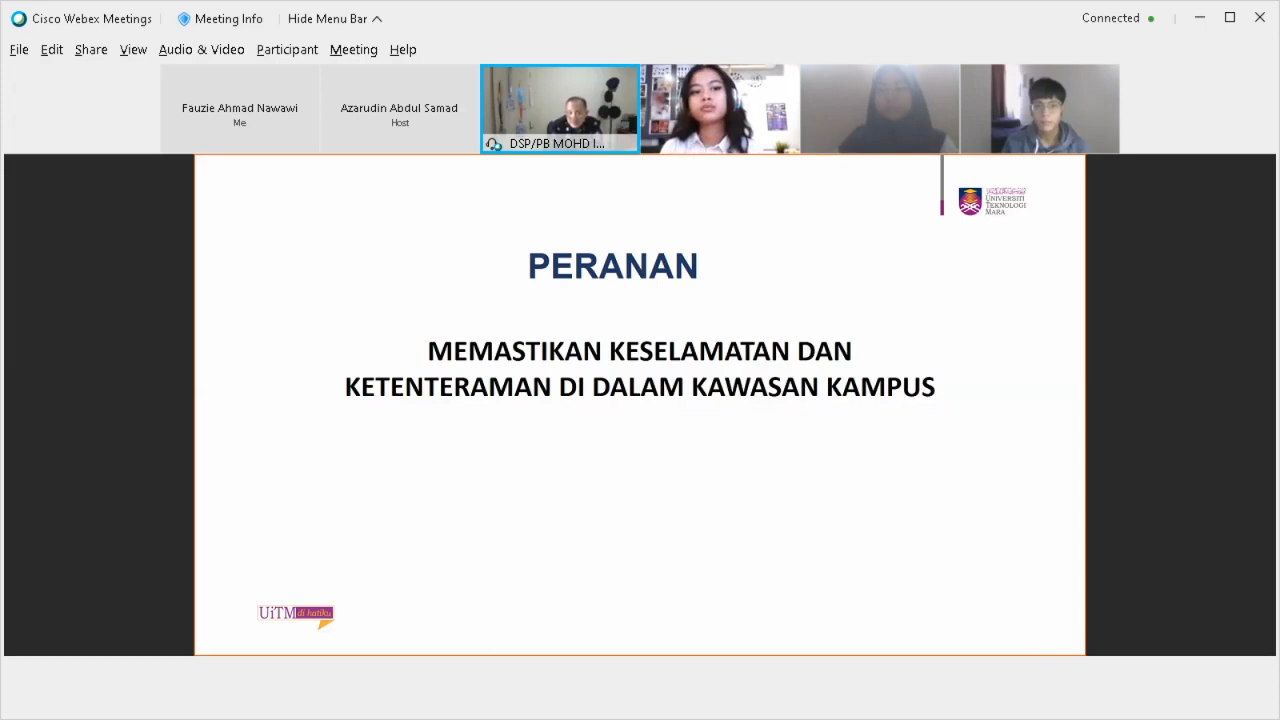 Cisco Webex Meetings
Meeting Info
Hide Menu Bar
Connected
File Edit Share View Audio & Video Participant Meeting Help
Fauzie Ahmad Nawawi
Me
Azarudin Abdul Samad
Host
DSP/PB MOHD I...
UNIVERSITI
TEKNOLOGI
MARA
PERANAN
MEMASTIKAN KESELAMATAN DAN
KETENTERAMAN DI DALAM KAWASAN KAMPUS
UiTM di hatiku